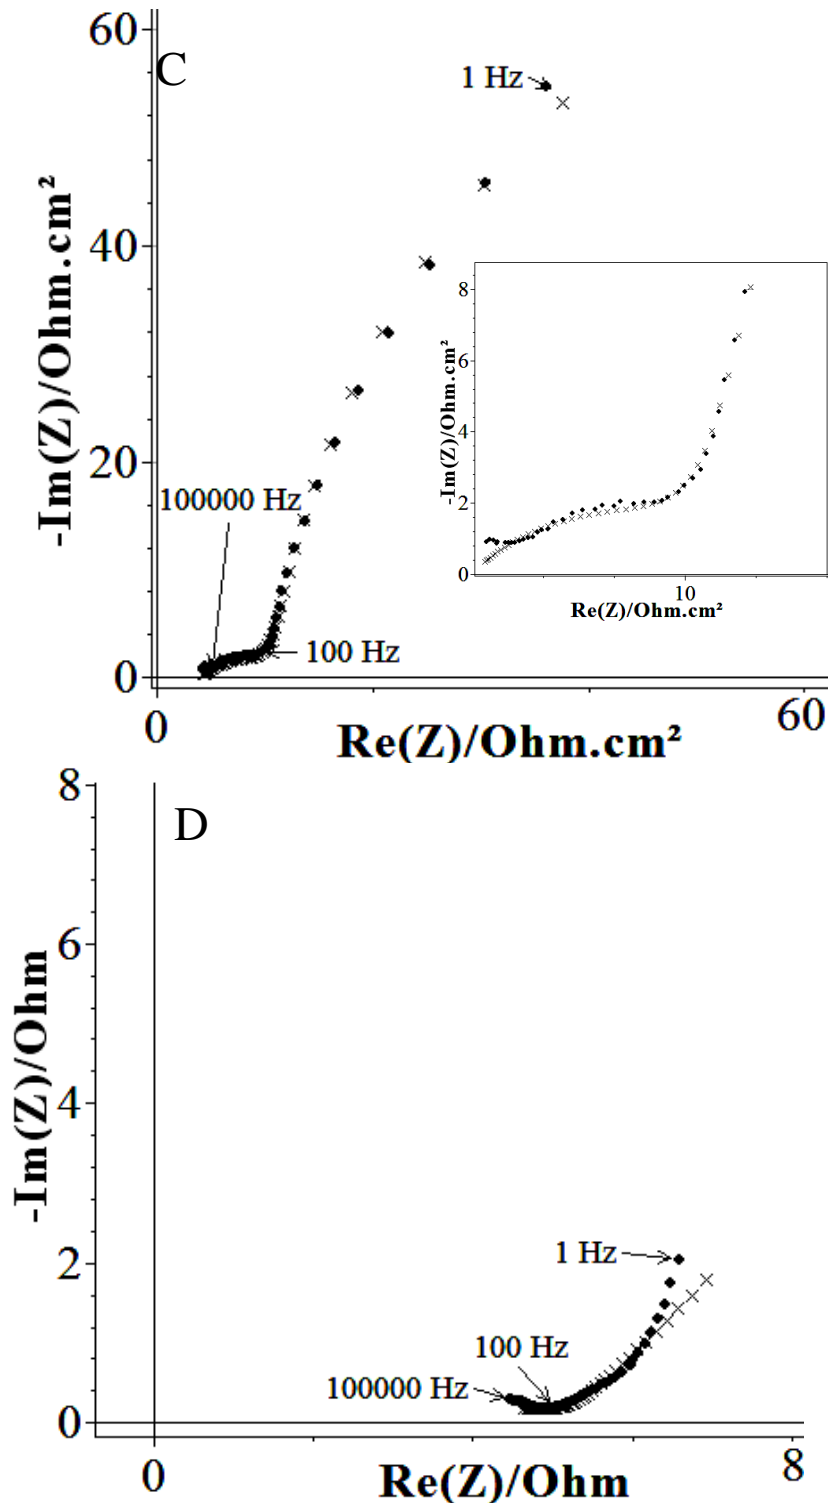 C
60
1 Hz
40
-Im(Z)/Ohm.cm²
20
100000 Hz
100 Hz
0
0
60
Re(Z)/Ohm.cm²
8
6
4
2
0
-Im(Z)/Ohm.cm²
10
Re(Z)/Ohm.cm²
D
8
6
4
2
0
-Im(Z)/Ohm
1 Hz
100 Hz
100000 Hz
0
8
Re(Z)/Ohm